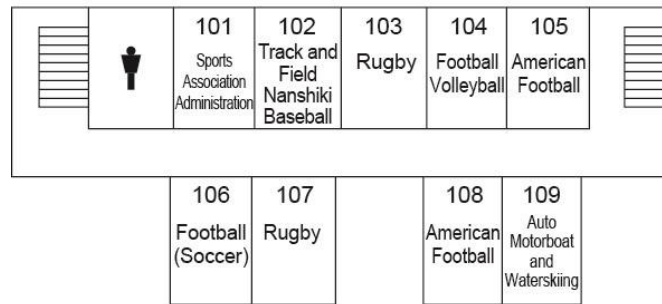 101
Sports
Association
Administration
102
Track and
Field
Nanshiki
Baseball
103
Rugby
104
Football
Volleyball
105
American
Football
106
Football
(Soccer)
107
Rugby
108
American
Football
109
Auto
Motorboat
and
Waterskiing